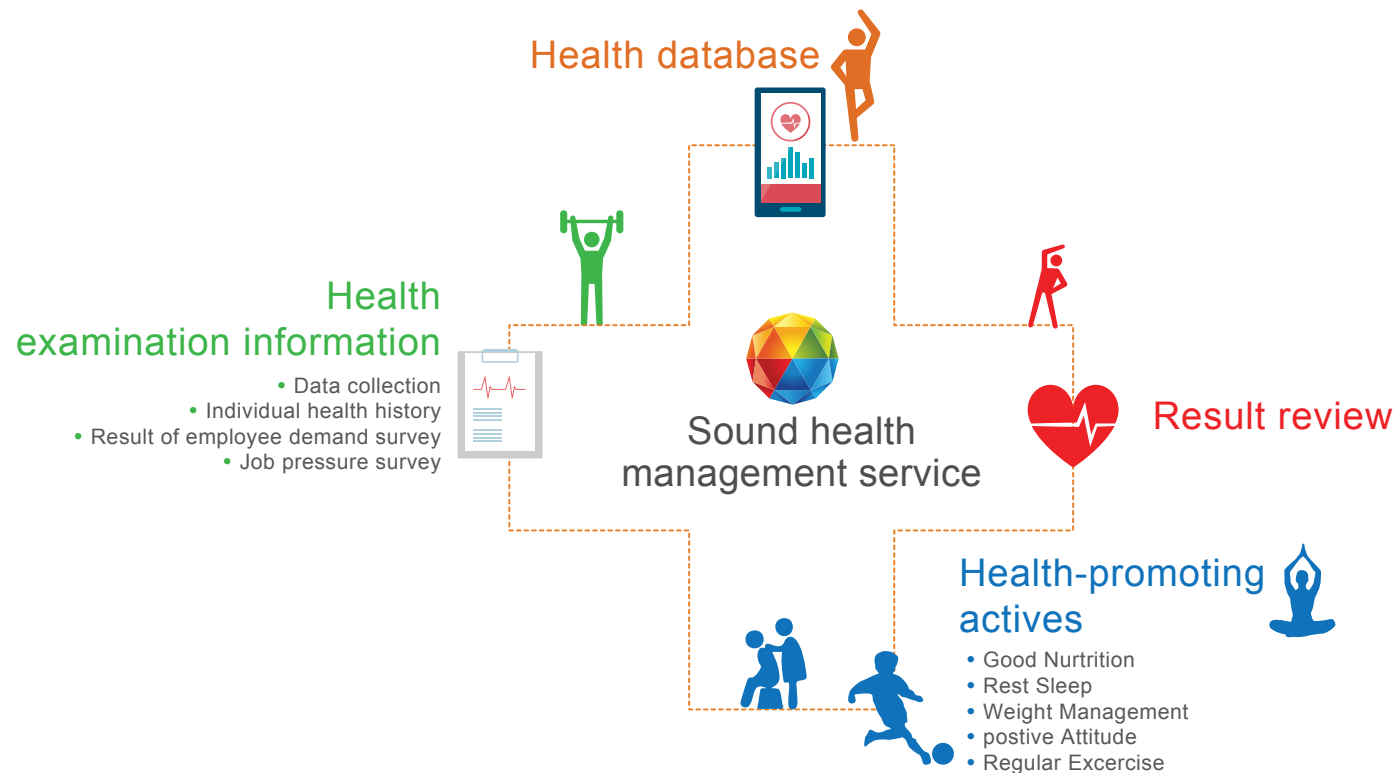 Health database
Health
examination information
• Data collection
• Individual health history
• Result of employee demand survey
• Job pressure survey
Sound health
management service
Result review
Health-promoting
actives
• Good Nurtrition
• Rest Sleep
• Weight Management
• postive Attitude
• Regular Excercise